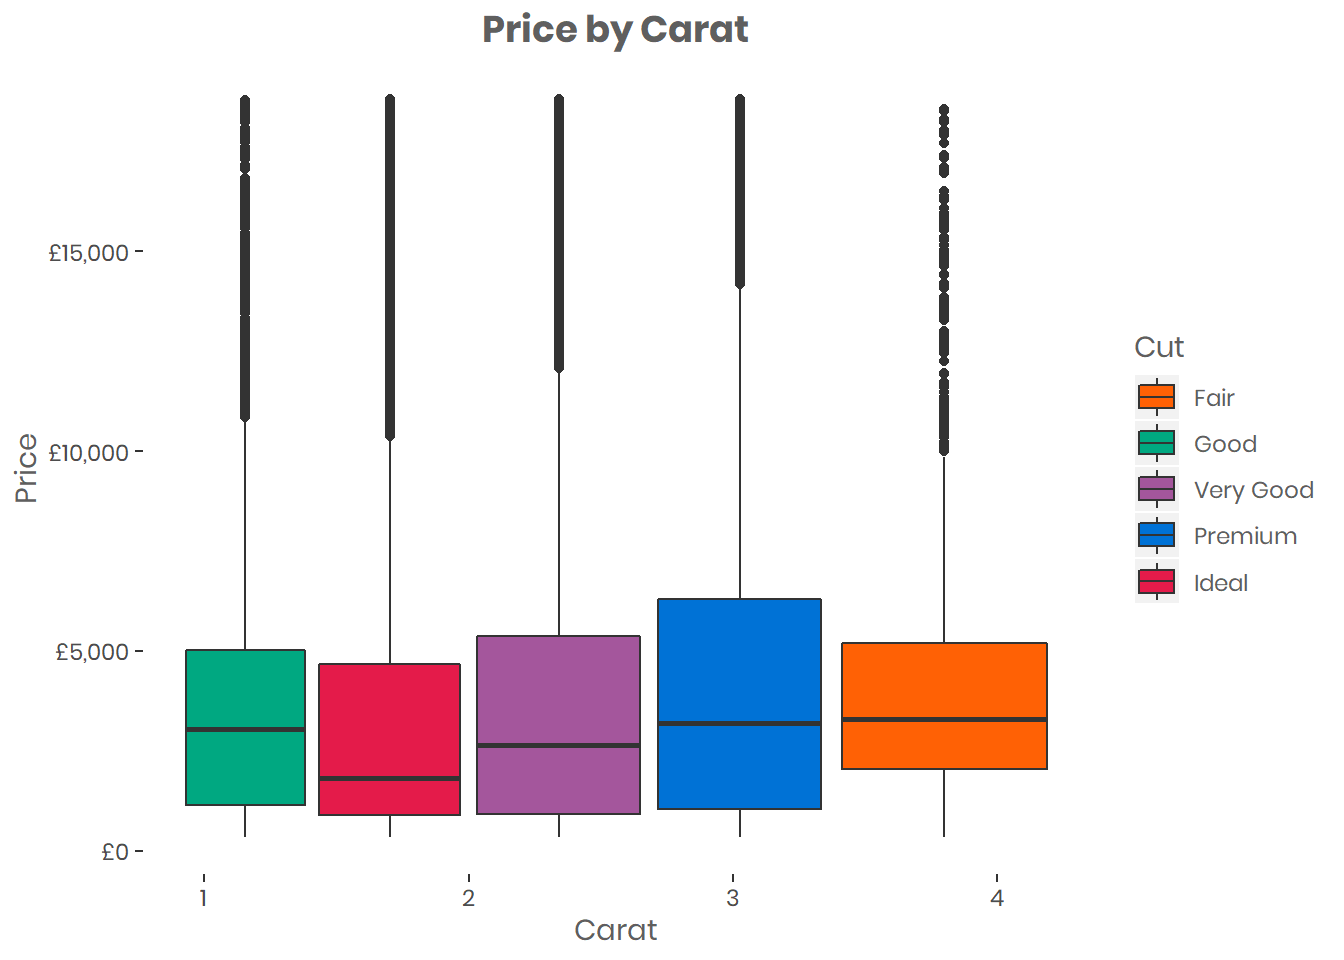 Price by Carat
£15,000
£10,000
£5,000
£0
Price
1 2 3 4
Carat
Cut
Fair
Good
Very Good
Premium
Ideal